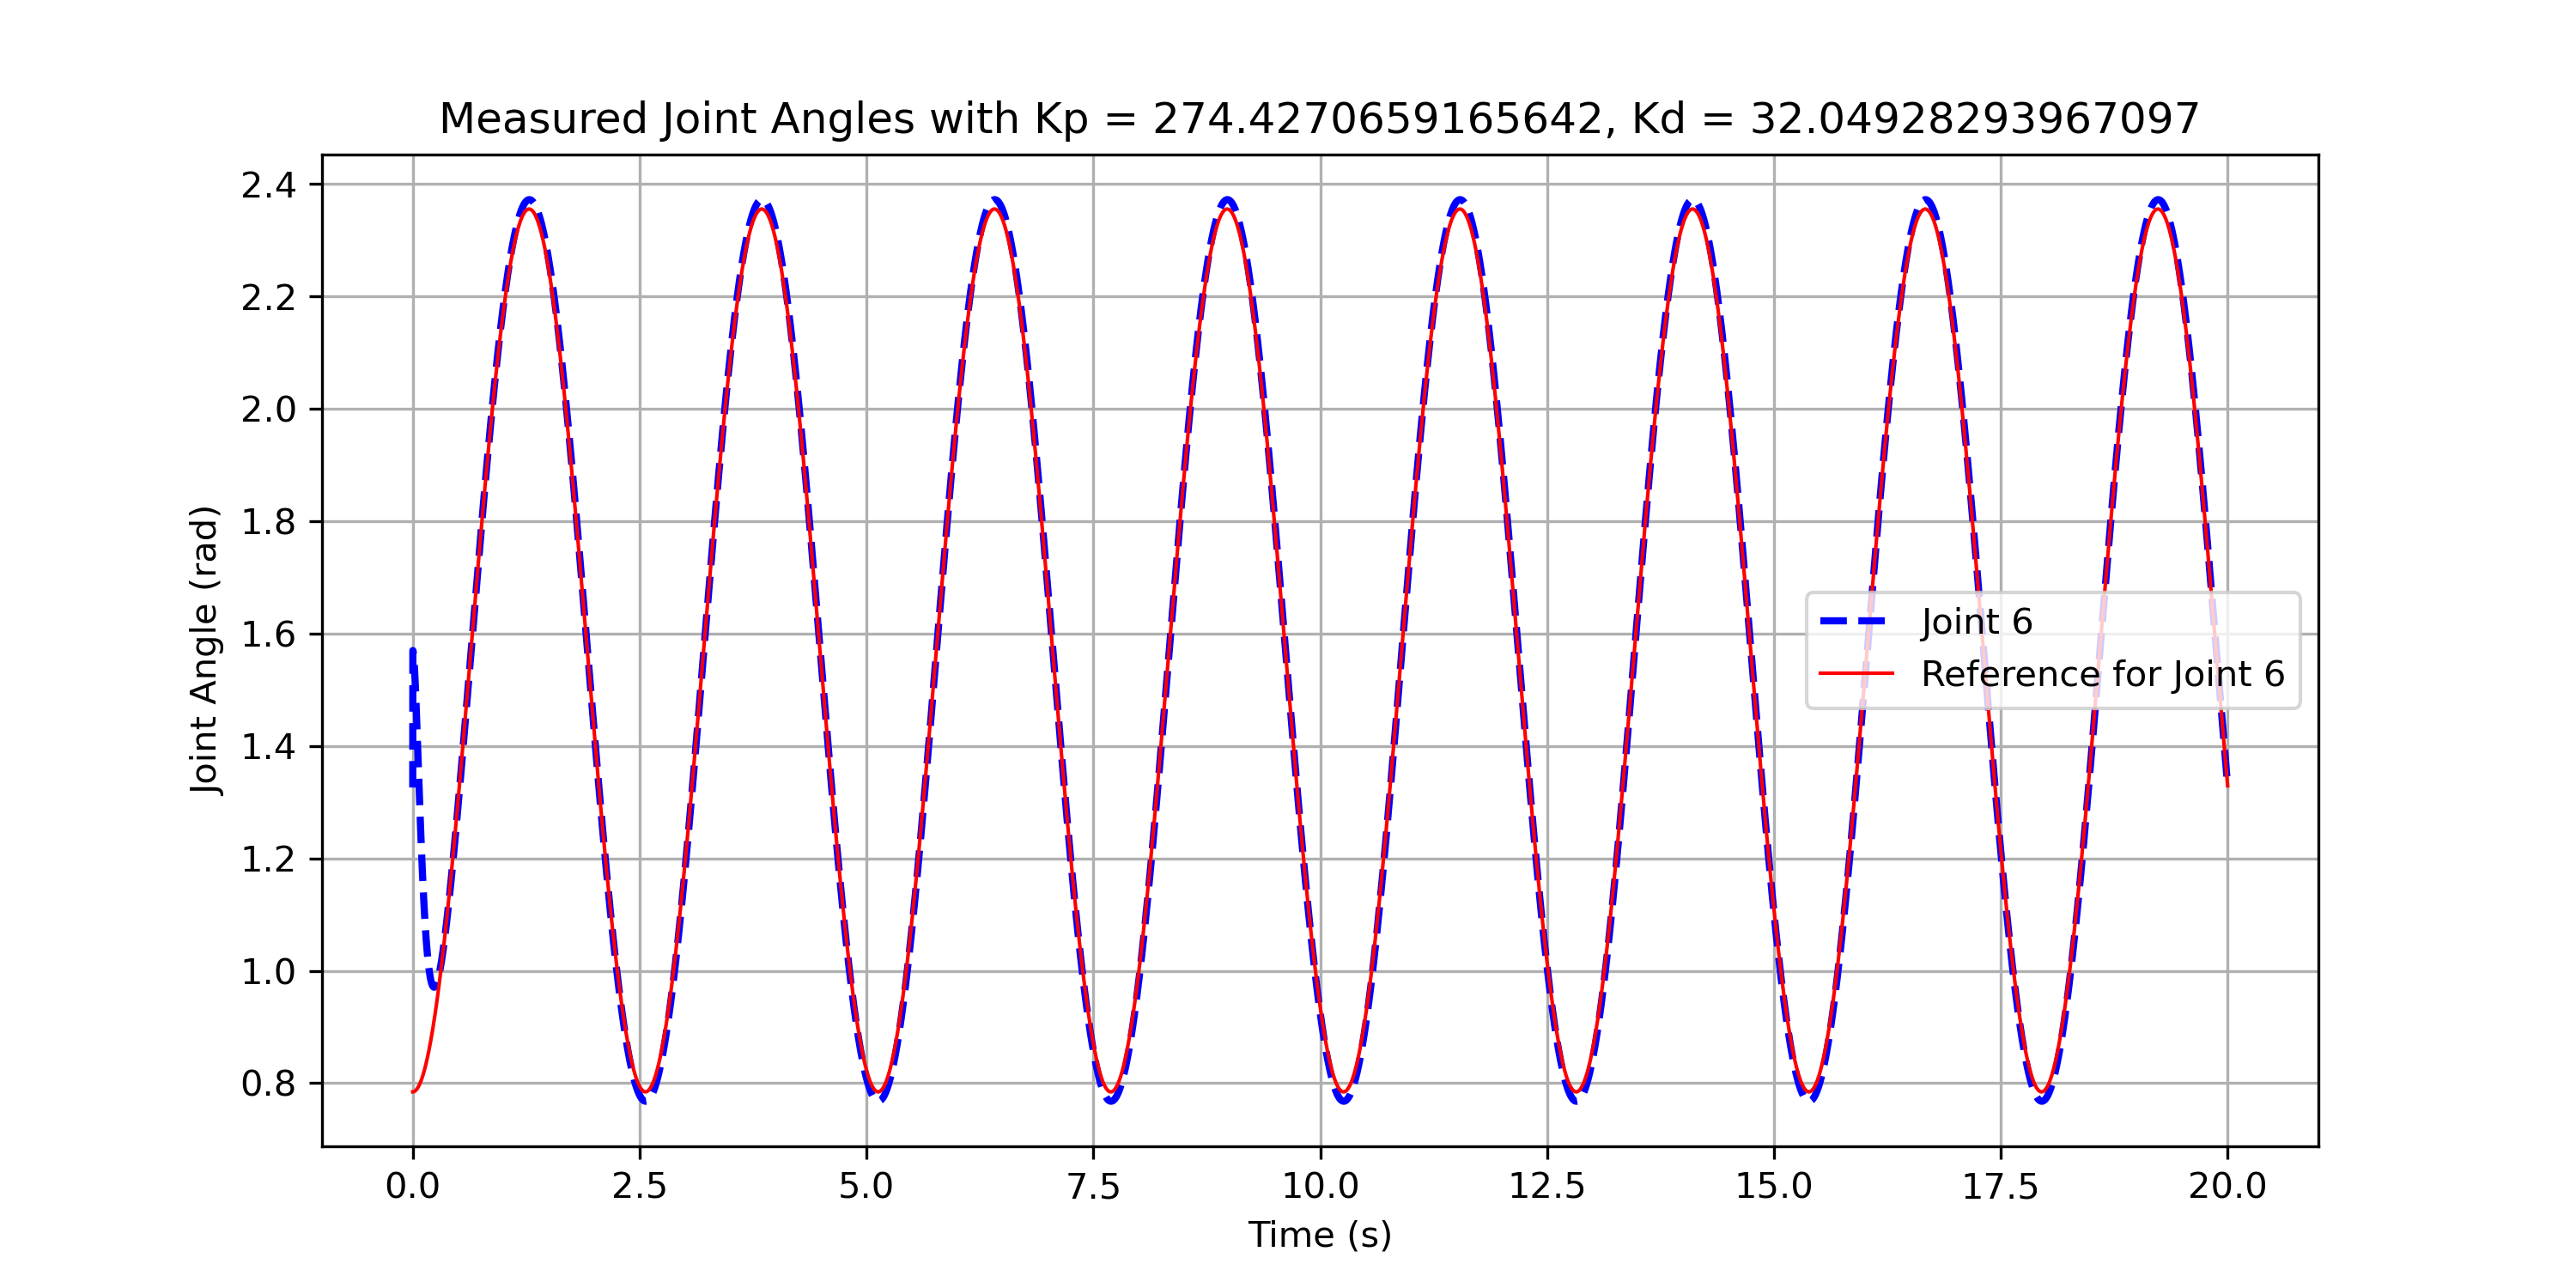 Measured Joint Angles with Kp = 274.4270659165642, Kd = 32.04928293967097
2.4
2.2
2.0
1.8
1.6
1.4
1.2
1.0
0.8
Joint Angle (rad)
Joint 6
Reference for Joint 6
0.0 2.5 5.0 7.5 10.0 12.5 15.0 17.5 20.0
Time (s)